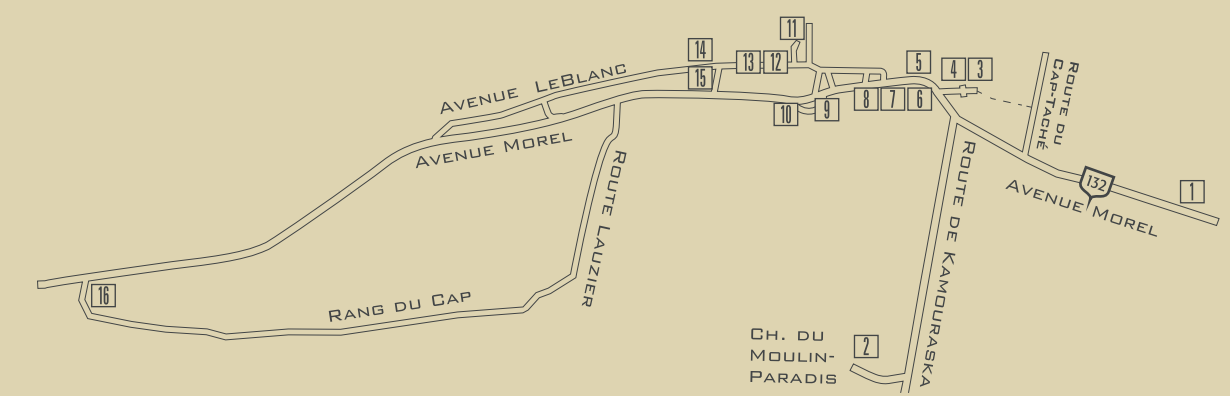 11
14
13
12
15
5
4
3
ROUTE DU
CAP-TACHÉ
AVENUE LEBLANC
8
7
6
10
9
AVENUE MOREL
ROUTE LAUZIER
ROUTE DE KAMOURASKA
132
1
AVENUE MOREL
16
RANG DU CAP
CH. DU
MOULIN-
PARADIS
2